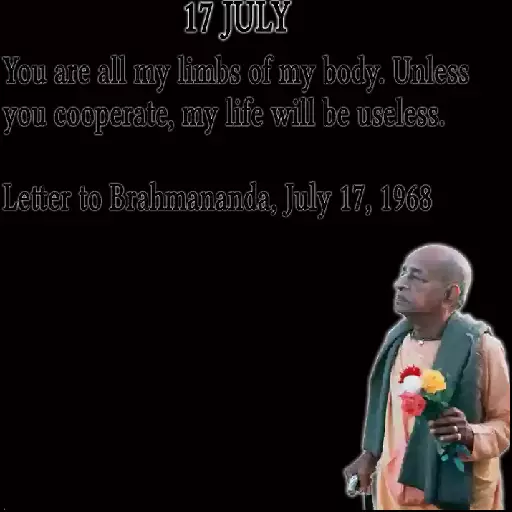 17 JULY
You are all my limbs of my body. Unless
you cooperate, my life will be useless.
Letter to Brahmananda, July 17, 1968